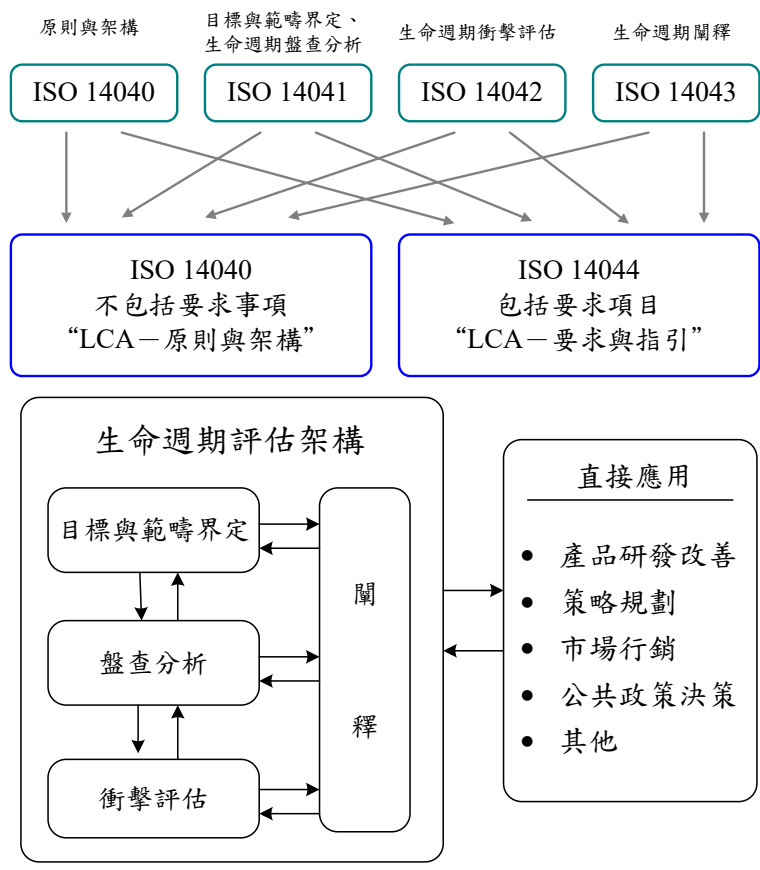 原則與架構
目標與範疇界定、
生命週期盤查分析
生命週期衝擊評估
生命週期闡釋
ISO 14040
ISO 14041
ISO 14042
ISO 14043
ISO 14040
不包括要求事項
“LCA－原則與架構”
ISO 14044
包括要求項目
“LCA－要求與指引”
生命週期評估架構
目標與範疇界定
盤查分析
衝擊評估
闡
釋
直接應用
● 產品研發改善
● 策略規劃
● 市場行銷
● 公共政策決策
● 其他